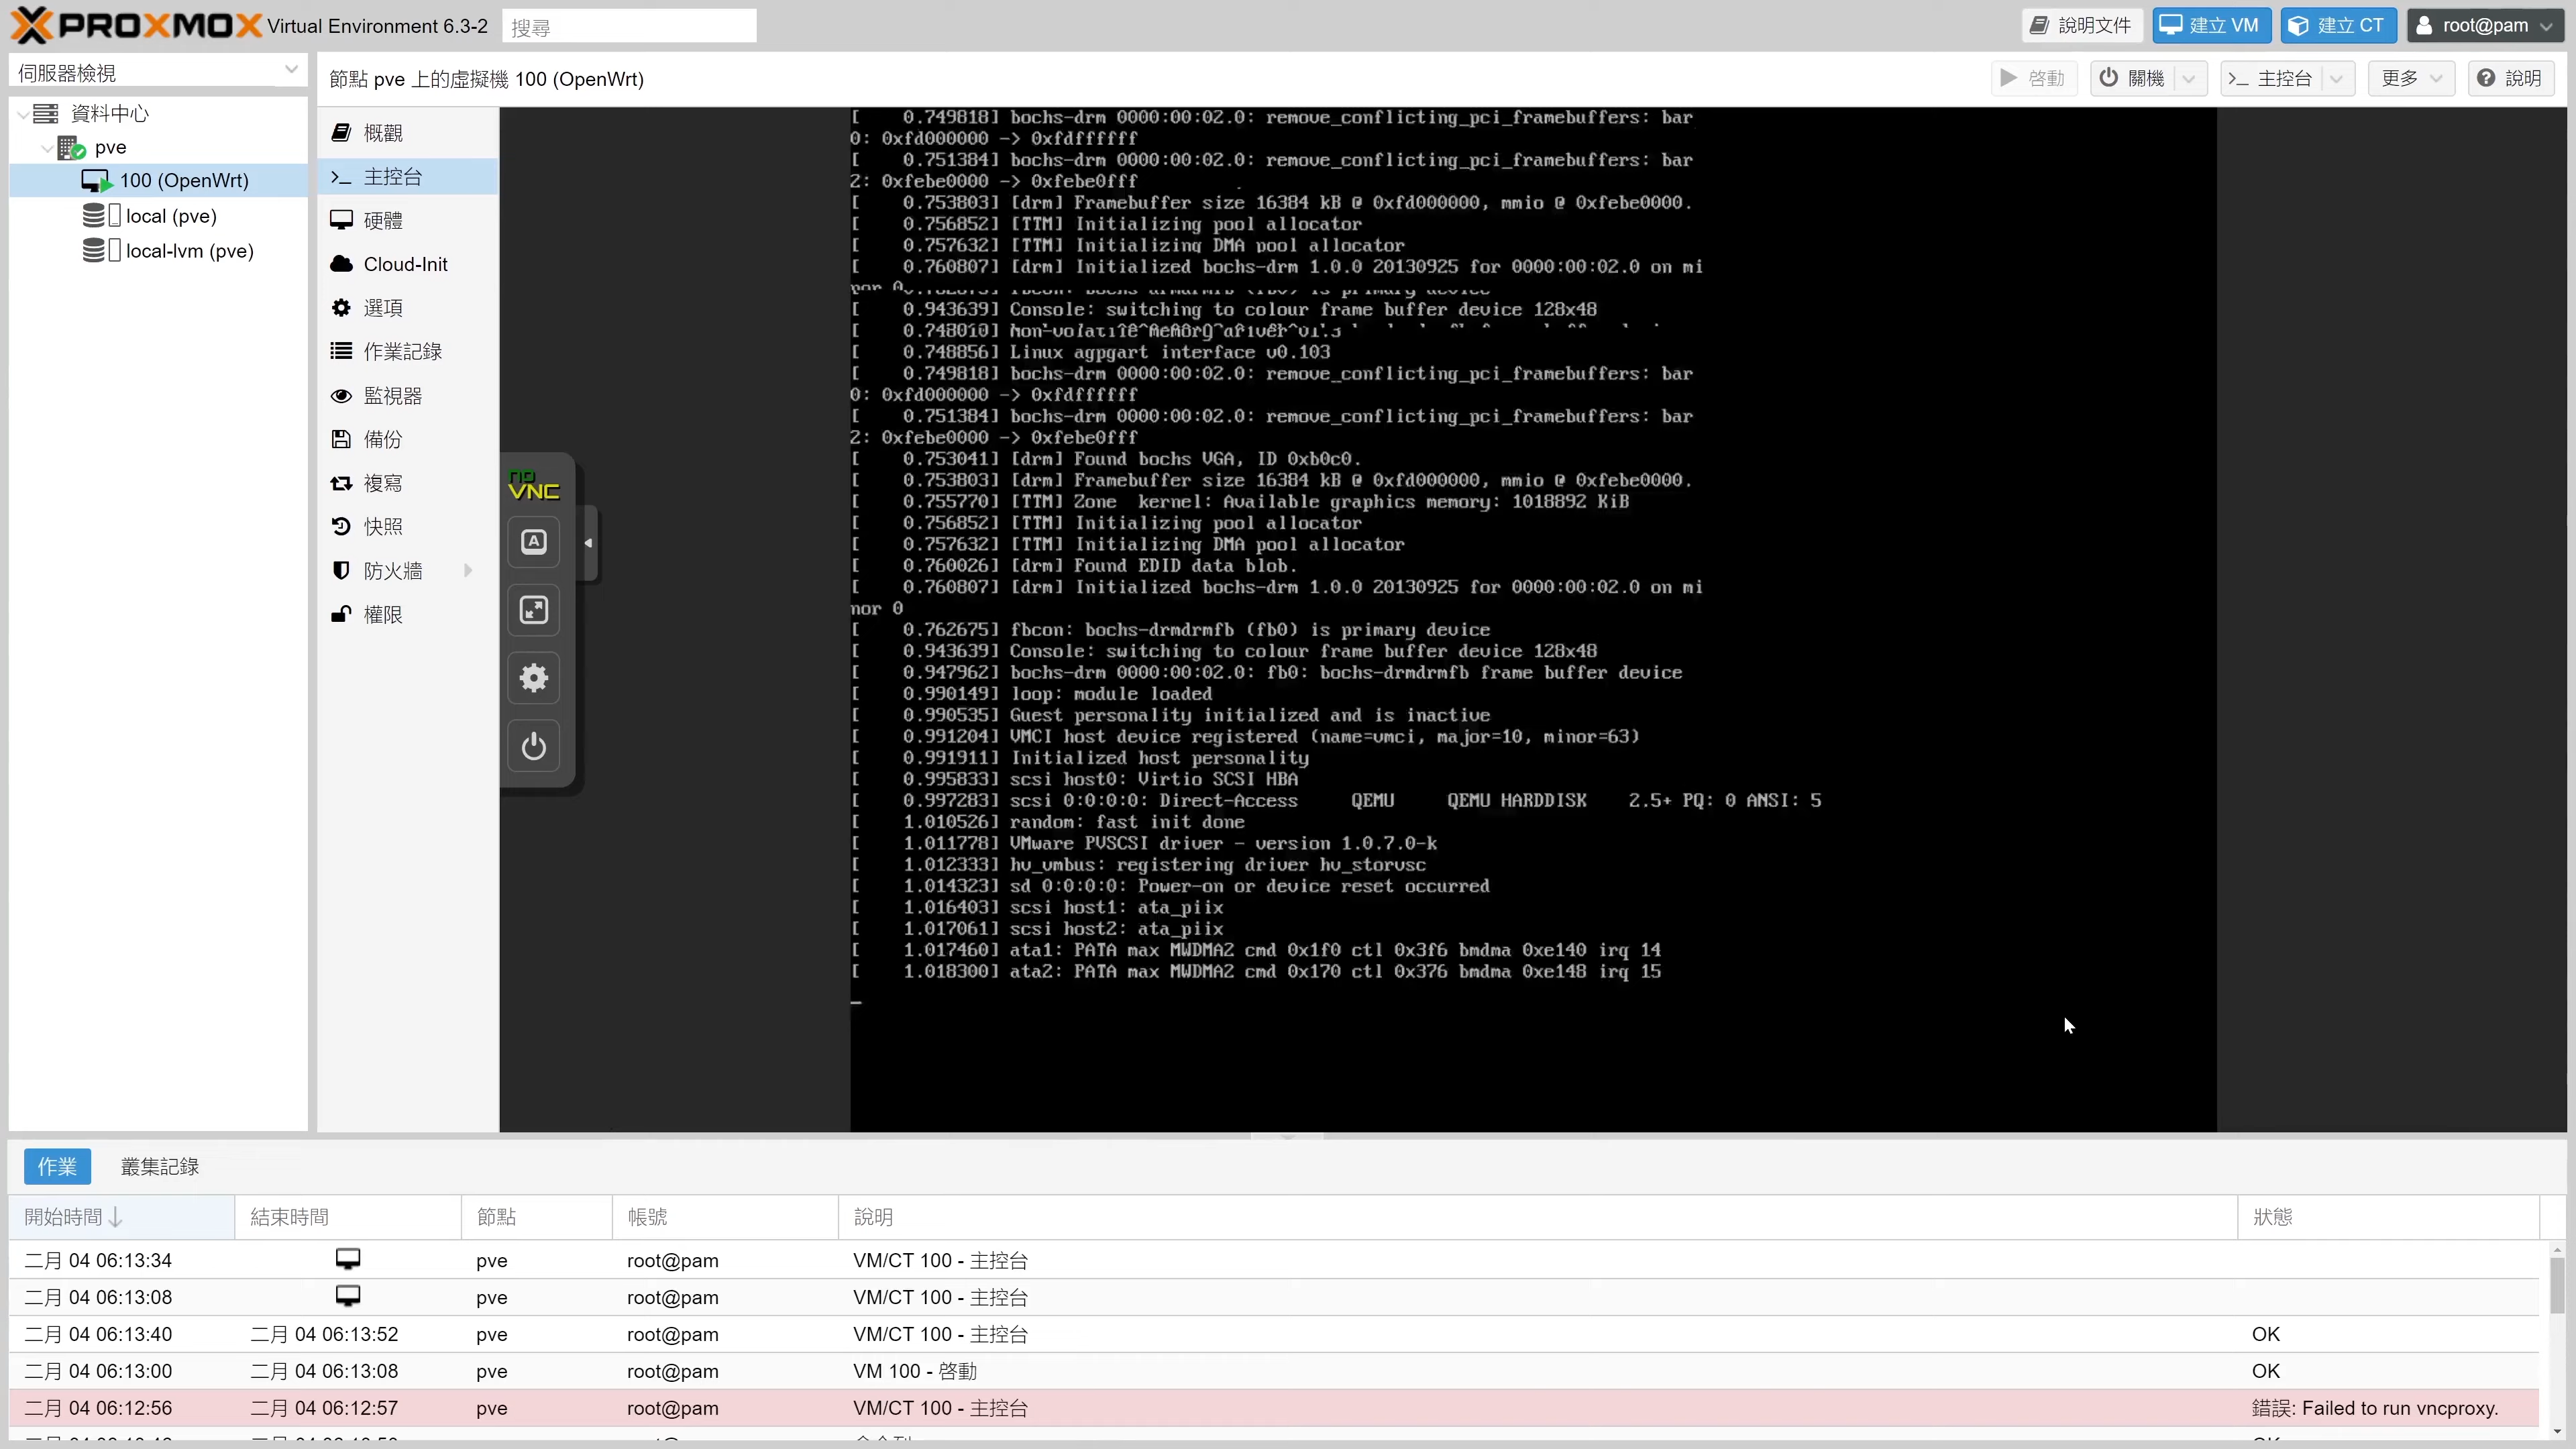 PROXMOX Virtual Environment 6.3-2 搜尋 說明文件 建立 VM 建立 CT root@pam
伺服器檢視
節點 pve 上的虛擬機 100 (OpenWrt) 啓動 關機 主控台 更多 說明
資料中心
pve
100 (OpenWrt)
local (pve)
local-lvm (pve)
概觀
主控台
硬體
Cloud-Init
選項
作業記錄
監視器
備份
複寫
快照
防火牆
權限
no
VNC
A
[ 0.749818] bochs-drm 0000:00:02.0: remove_conflicting_pci_framebuffers: bar
0: 0xfd000000 -> 0xfdffffff
[ 0.751384] bochs-drm 0000:00:02.0: remove_conflicting_pci_framebuffers: bar
2: 0xfebe0000 -> 0xfebe0fff
[ 0.753803] [drm] Framebuffer size 16384 kB @ 0xfd000000, mmio @ 0xfebe0000.
[ 0.756852] [TTM] Initializing pool allocator
[ 0.757632] [TTM] Initializing DMA pool allocator
[ 0.760807] [drm] Initialized bochs-drm 1.0.0 20130925 for 0000:00:02.0 on mi
[ 0.943639] Console: switching to colour frame buffer device 128x48
[ 0.748856] Linux agpgart interface v0.103
[ 0.749818] bochs-drm 0000:00:02.0: remove_conflicting_pci_framebuffers: bar
0: 0xfd000000 -> 0xfdffffff
[ 0.751384] bochs-drm 0000:00:02.0: remove_conflicting_pci_framebuffers: bar
2: 0xfebe0000 -> 0xfebe0fff
[ 0.753041] [drm] Found bochs VGA, ID 0xb0c0.
[ 0.753803] [drm] Framebuffer size 16384 kB @ 0xfd000000, mmio @ 0xfebe0000.
[ 0.755770] [TTM] Zone  kernel: Available graphics memory: 1018892 KiB
[ 0.756852] [TTM] Initializing pool allocator
[ 0.757632] [TTM] Initializing DMA pool allocator
[ 0.760026] [drm] Found EDID data blob.
[ 0.760807] [drm] Initialized bochs-drm 1.0.0 20130925 for 0000:00:02.0 on mi
nor 0
[ 0.762675] fbcon: bochs-drmdrmfb (fb0) is primary device
[ 0.943639] Console: switching to colour frame buffer device 128x48
[ 0.947962] bochs-drm 0000:00:02.0: fb0: bochs-drmdrmfb frame buffer device
[ 0.990149] loop: module loaded
[ 0.990535] Guest personality initialized and is inactive
[ 0.991204] VMCI host device registered (name=vmci, major=10, minor=63)
[ 0.991911] Initialized host personality
[ 0.995833] scsi host0: Virtio SCSI HBA
[ 0.997283] scsi 0:0:0:0: Direct-Access     QEMU     QEMU HARDDISK    2.5+ PQ: 0 ANSI: 5
[ 1.010526] random: fast init done
[ 1.011778] VMware PVSCSI driver - version 1.0.7.0-k
[ 1.012333] hv_vmbus: registering driver hv_storvsc
[ 1.014323] sd 0:0:0:0: Power-on or device reset occurred
[ 1.016403] scsi host1: ata_piix
[ 1.017061] scsi host2: ata_piix
[ 1.017460] ata1: PATA max MWDMA2 cmd 0x1f0 ctl 0x3f6 bmdma 0xe140 irq 14
[ 1.018300] ata2: PATA max MWDMA2 cmd 0x170 ctl 0x376 bmdma 0xe148 irq 15
作業 叢集記錄
開始時間 結束時間 節點 帳號 說明 狀態
二月 04 06:13:34 pve root@pam VM/CT 100 - 主控台
二月 04 06:13:08 pve root@pam VM/CT 100 - 主控台
二月 04 06:13:40 二月 04 06:13:52 pve root@pam VM/CT 100 - 主控台 OK
二月 04 06:13:00 二月 04 06:13:08 pve root@pam VM 100 - 啓動 OK
二月 04 06:12:56 二月 04 06:12:57 pve root@pam VM/CT 100 - 主控台 錯誤: Failed to run vncproxy.